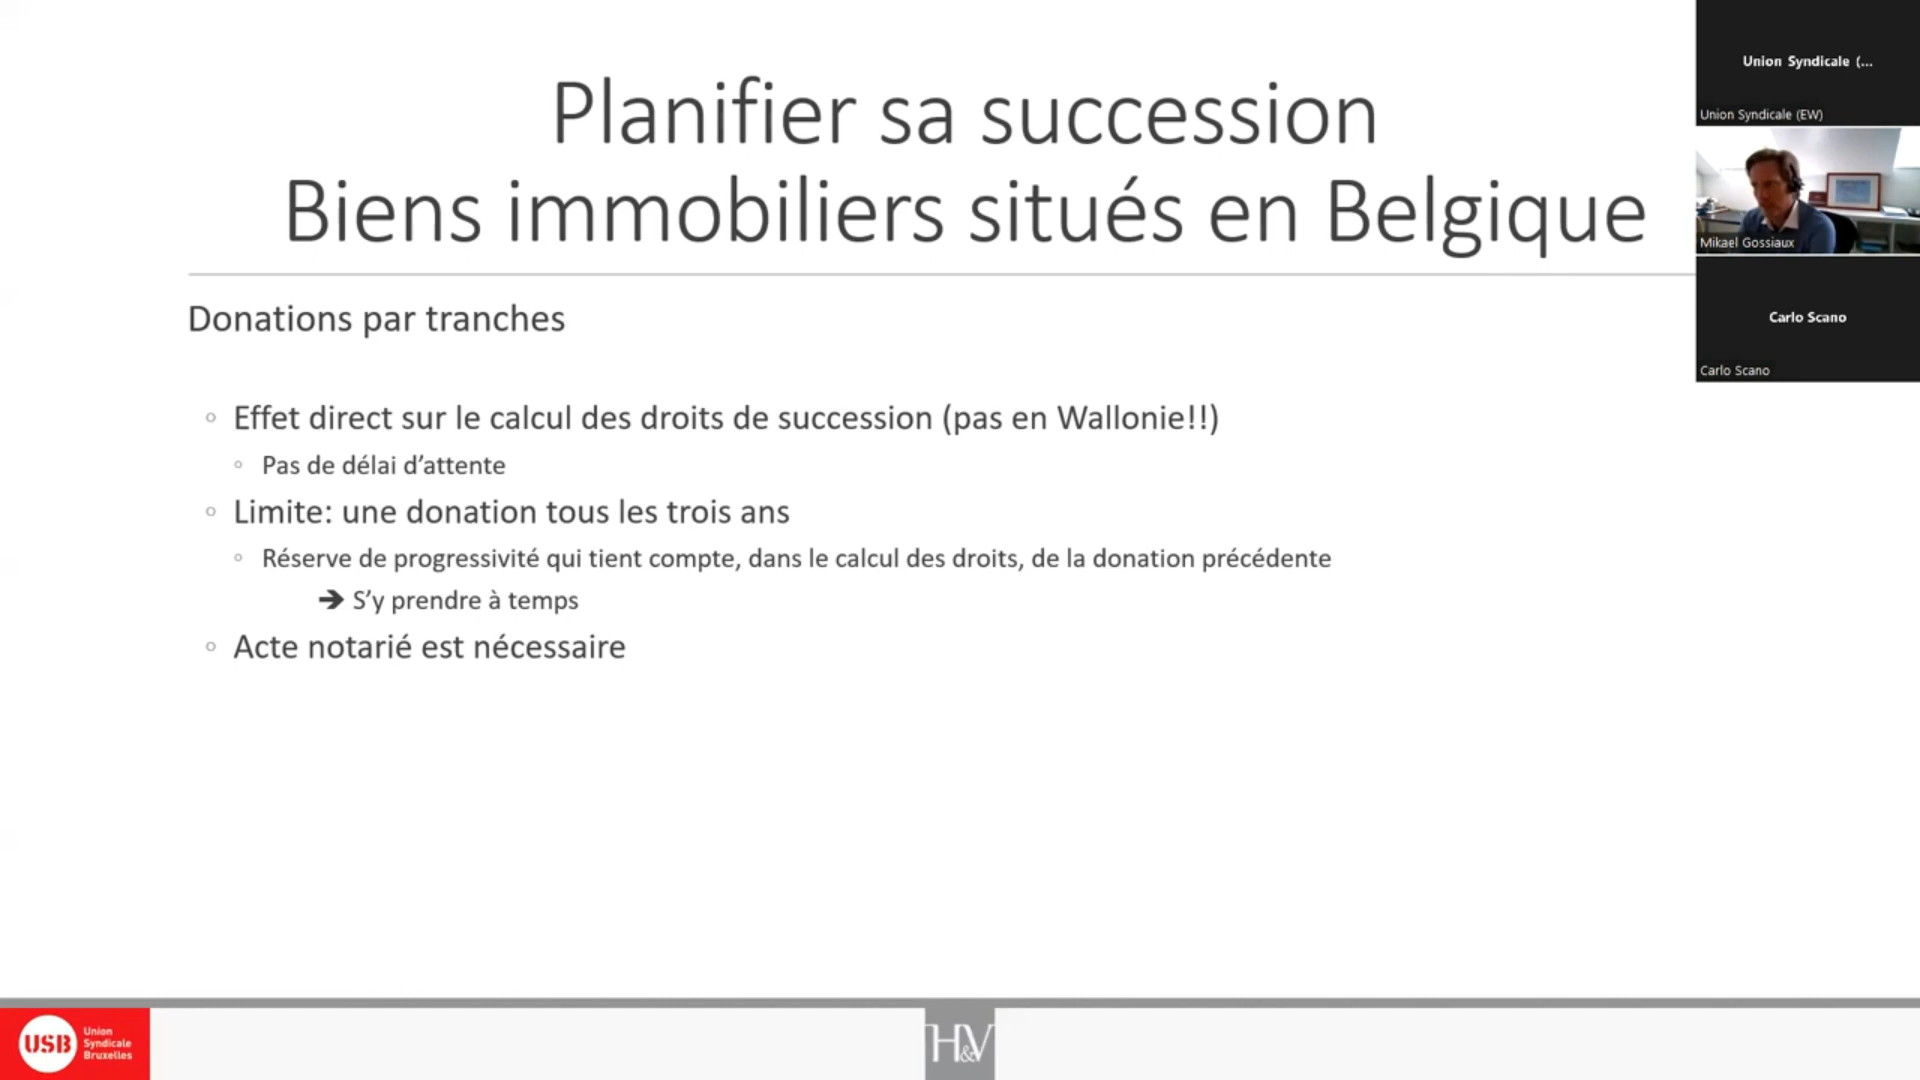 Planifier sa succession
Biens immobiliers situés en Belgique
Donations par tranches
◦ Effet direct sur le calcul des droits de succession (pas en Wallonie!!)
◦ Pas de délai d’attente
◦ Limite: une donation tous les trois ans
◦ Réserve de progressivité qui tient compte, dans le calcul des droits, de la donation précédente
➔ S’y prendre à temps
◦ Acte notarié est nécessaire
Union Syndicale (...
Union Syndicale (EW)
Mikael Gossiaux
Carlo Scano
Carlo Scano
USB
Union
Syndicale
Bruxelles
H&V